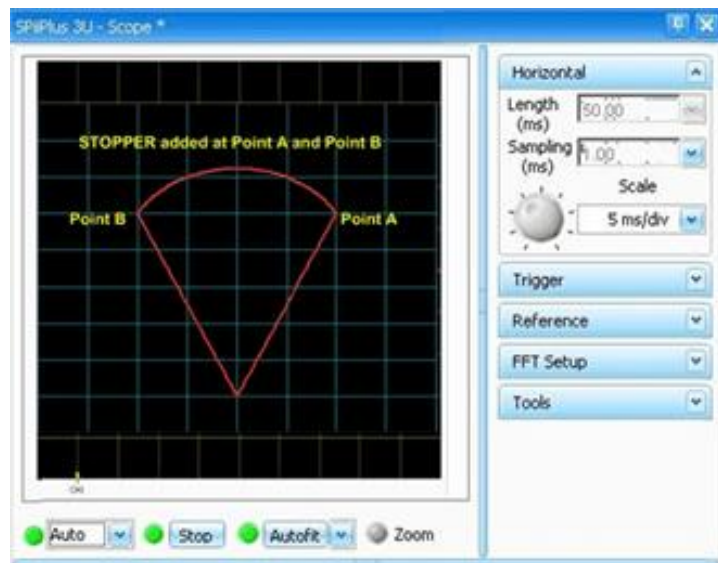 SPiiPlus 3U - Scope *
STOPPER added at Point A and Point B
Point B
Point A
CH1
Auto
Stop
Autofit
Zoom
Horizontal
Length
(ms)
50.00
Sampling
(ms)
1.00
Scale
5 ms/div
Trigger
Reference
FFT Setup
Tools